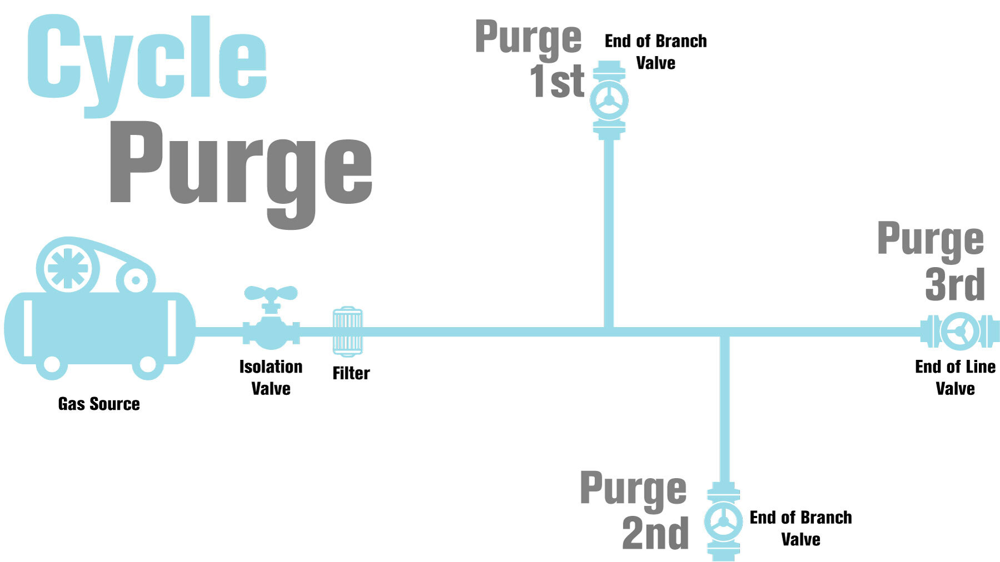 Cycle
Purge
Purge
1st
End of Branch
Valve
Purge
3rd
End of Line
Valve
Isolation
Valve
Filter
Gas Source
Purge
2nd
End of Branch
Valve